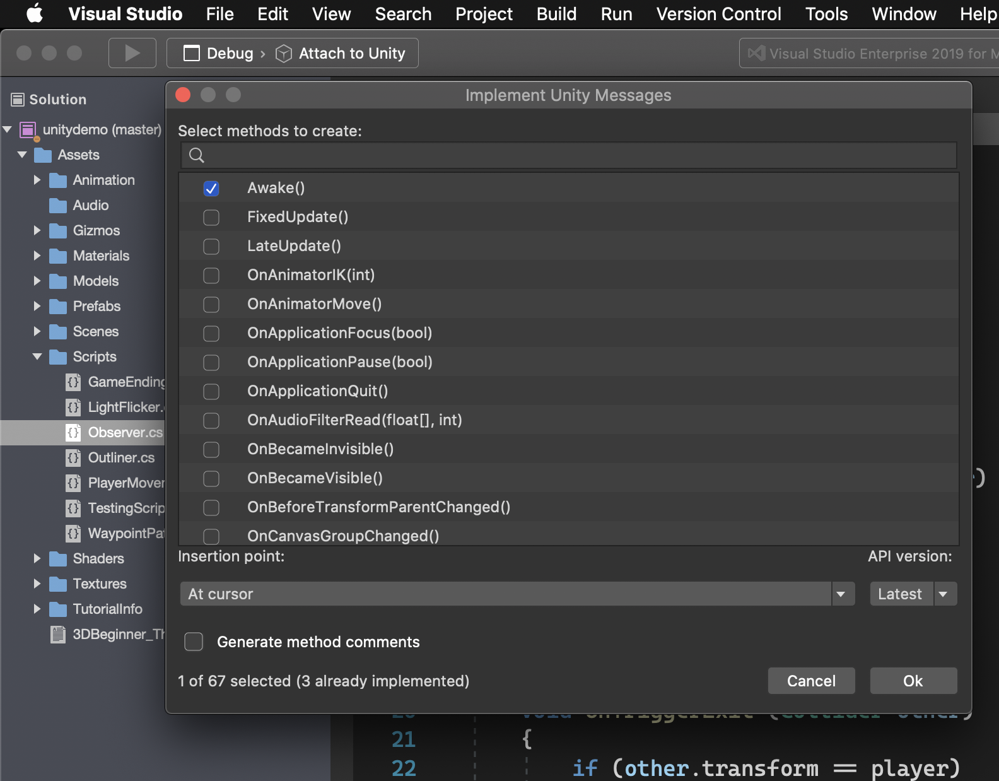 Visual Studio File Edit View Search Project Build Run Version Control Tools Window Help
Debug › Attach to Unity
Visual Studio Enterprise 2019 for
Solution
unitydemo (master)
Assets
Animation
Audio
Gizmos
Materials
Models
Prefabs
Scenes
Scripts
GameEnding
LightFlicker.
Observer.cs
Outliner.cs
PlayerMover
TestingScrip
WaypointPat
Shaders
Textures
TutorialInfo
3DBeginner_Th
Implement Unity Messages
Select methods to create:
Awake()
FixedUpdate()
LateUpdate()
OnAnimatorIK(int)
OnAnimatorMove()
OnApplicationFocus(bool)
OnApplicationPause(bool)
OnApplicationQuit()
OnAudioFilterRead(float[], int)
OnBecameInvisible()
OnBecameVisible()
OnBeforeTransformParentChanged()
OnCanvasGroupChanged()
Insertion point:
API version:
At cursor
Latest
Generate method comments
1 of 67 selected (3 already implemented)
Cancel
Ok
)
20 void OnTriggerExit (Collider other)
21 {
22 if (other.transform == player)